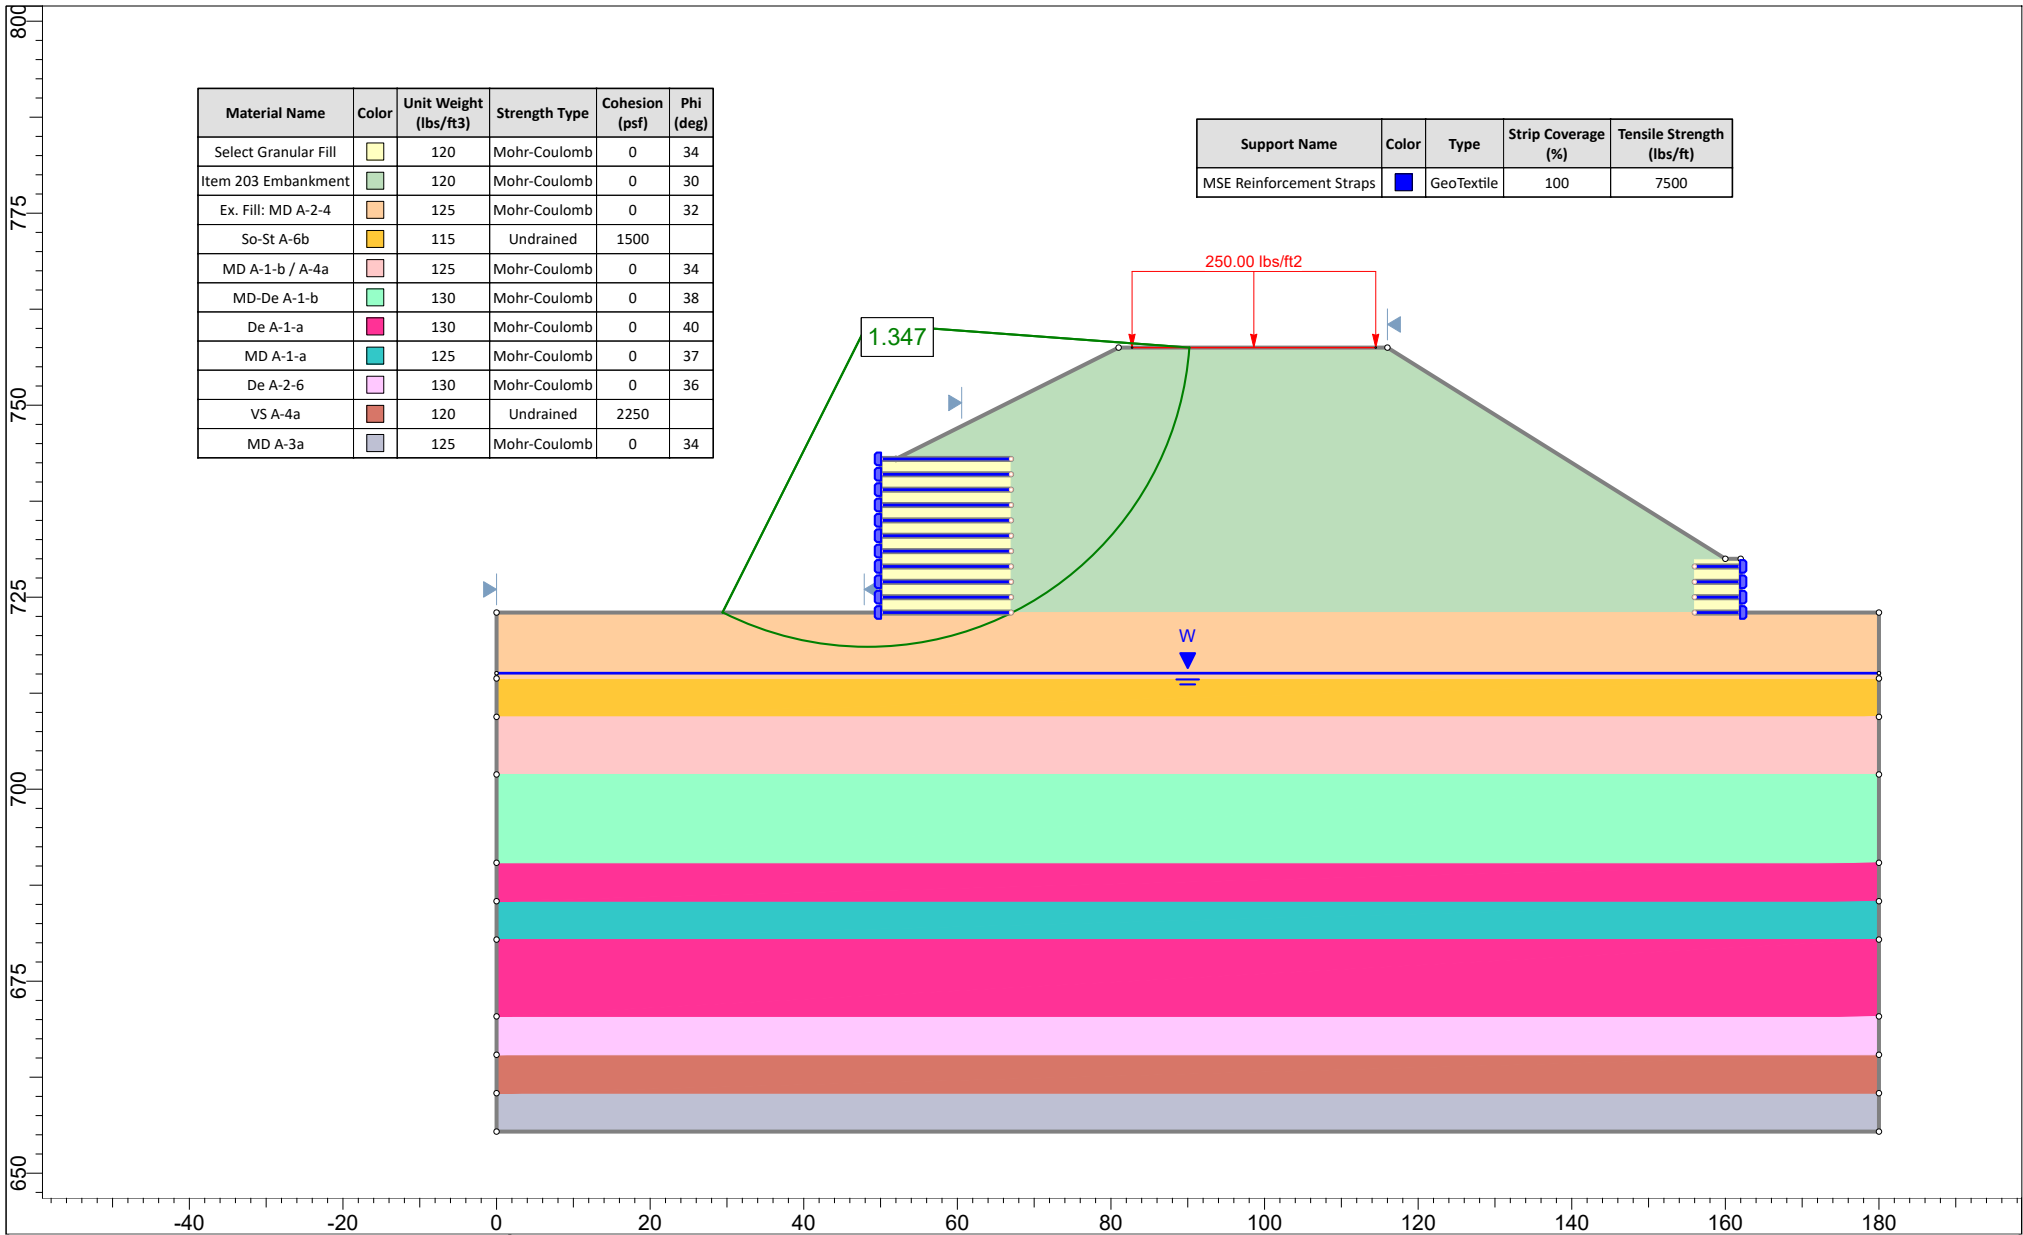 800
775
750
725
700
675
650
Material Name Color Unit Weight (lbs/ft3) Strength Type Cohesion (psf) Phi (deg)
Select Granular Fill 120 Mohr-Coulomb 0 34
Item 203 Embankment 120 Mohr-Coulomb 0 30
Ex. Fill: MD A-2-4 125 Mohr-Coulomb 0 32
So-St A-6b 115 Undrained 1500
MD A-1-b / A-4a 125 Mohr-Coulomb 0 34
MD-De A-1-b 130 Mohr-Coulomb 0 38
De A-1-a 130 Mohr-Coulomb 0 40
MD A-1-a 125 Mohr-Coulomb 0 37
De A-2-6 130 Mohr-Coulomb 0 36
VS A-4a 120 Undrained 2250
MD A-3a 125 Mohr-Coulomb 0 34
Support Name Color Type Strip Coverage (%) Tensile Strength (lbs/ft)
MSE Reinforcement Straps GeoTextile 100 7500
250.00 lbs/ft2
1.347
W
-40 -20 0 20 40 60 80 100 120 140 160 180